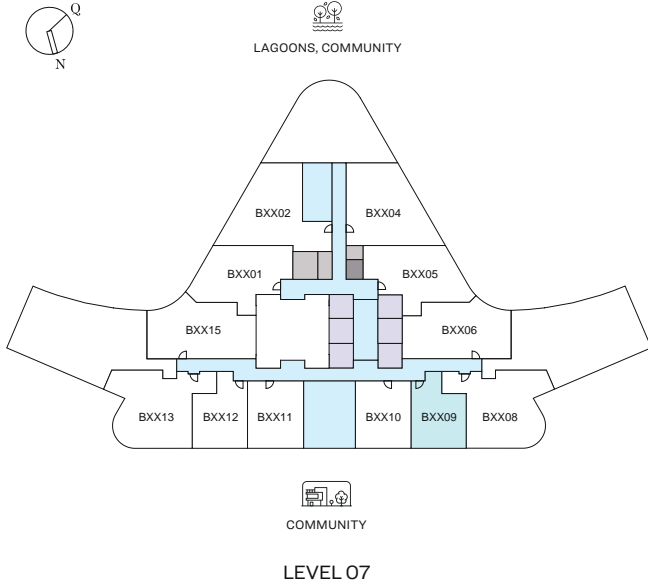 Q
N
LAGOONS, COMMUNITY
BXX02 BXX04
BXX01 BXX05
BXX15 BXX06
BXX13 BXX12 BXX11 BXX10 BXX09 BXX08
COMMUNITY
LEVEL 07